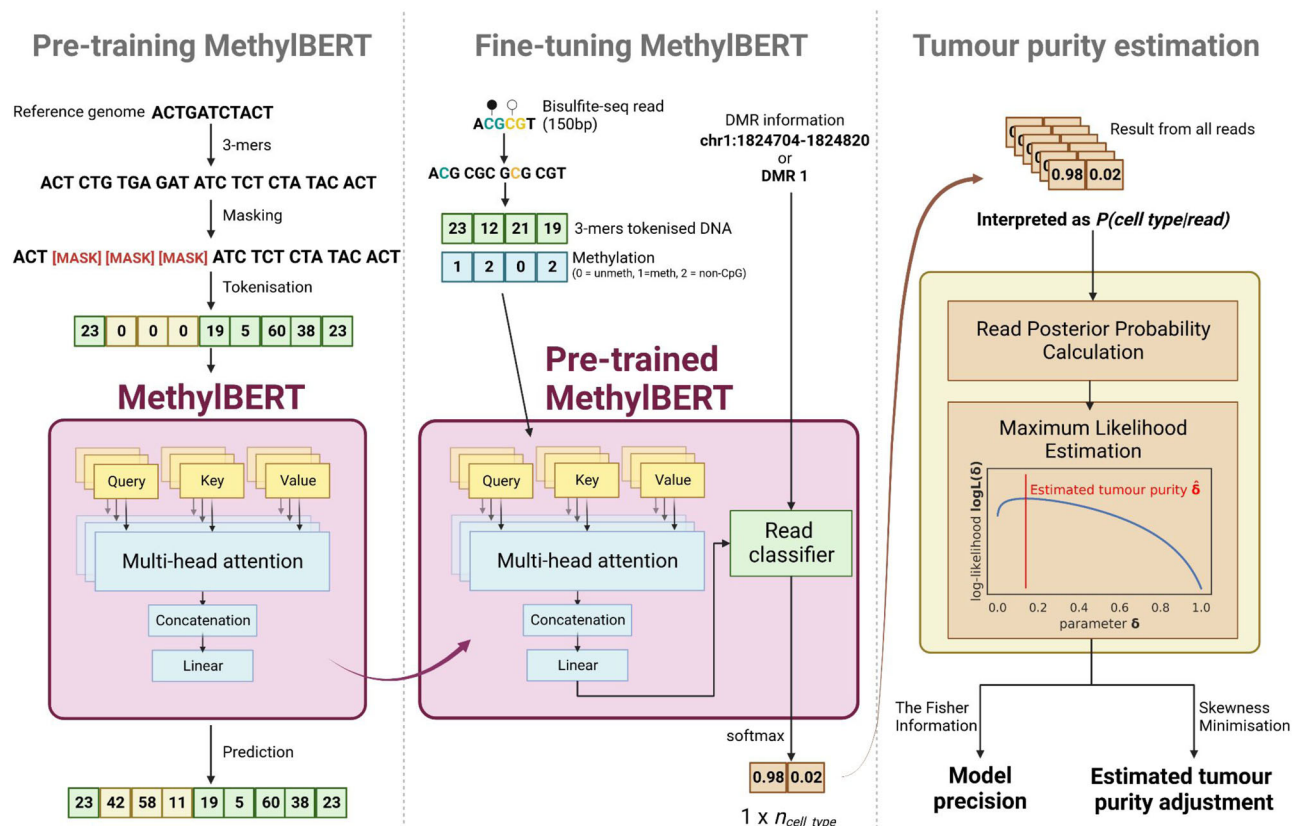 Pre-training MethylBERT
Reference genome ACTGATCTACT
3-mers
ACT CTG TGA GAT ATC TCT CTA TAC ACT
Masking
ACT [MASK] [MASK] [MASK] ATC TCT CTA TAC ACT
Tokenisation
23 0 0 0 19 5 60 38 23
MethylBERT
Query Key Value
Multi-head attention
Concatenation
Linear
Prediction
23 42 58 11 19 5 60 38 23
Fine-tuning MethylBERT
Bisulfite-seq read
(150bp)
ACGCGT
ACG CGC GCG CGT
23 12 21 19 3-mers tokenised DNA
1 2 0 2 Methylation
(0 = unmeth, 1=meth, 2 = non-CpG)
DMR information
chr1:1824704-1824820
or
DMR 1
Pre-trained
MethylBERT
Query Key Value
Multi-head attention
Concatenation
Linear
Read
classifier
softmax
0.98 0.02
1 x n cell_type
Tumour purity estimation
0.98 0.02
Result from all reads
Interpreted as P(cell type|read)
Read Posterior Probability
Calculation
Maximum Likelihood
Estimation
log-likelihood logL(δ)
Estimated tumour purity δ̂
0.0 0.2 0.4 0.6 0.8 1.0
parameter δ
The Fisher
Information
Skewness
Minimisation
Model
precision
Estimated tumour
purity adjustment